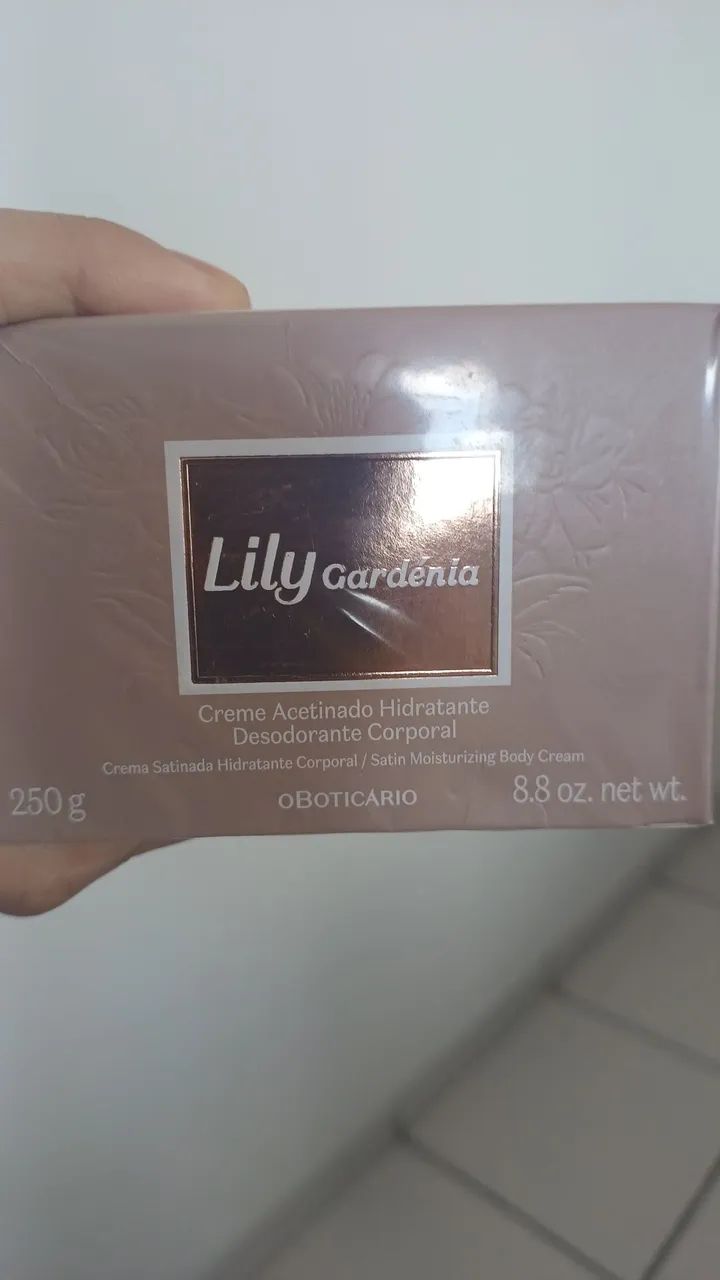 Lily Gardénia
Creme Acetinado Hidratante
Desodorante Corporal
Crema Satinada Hidratante Corporal / Satin Moisturizing Body Cream
250 g
oBOTICÁRIO
8.8 oz. net wt.